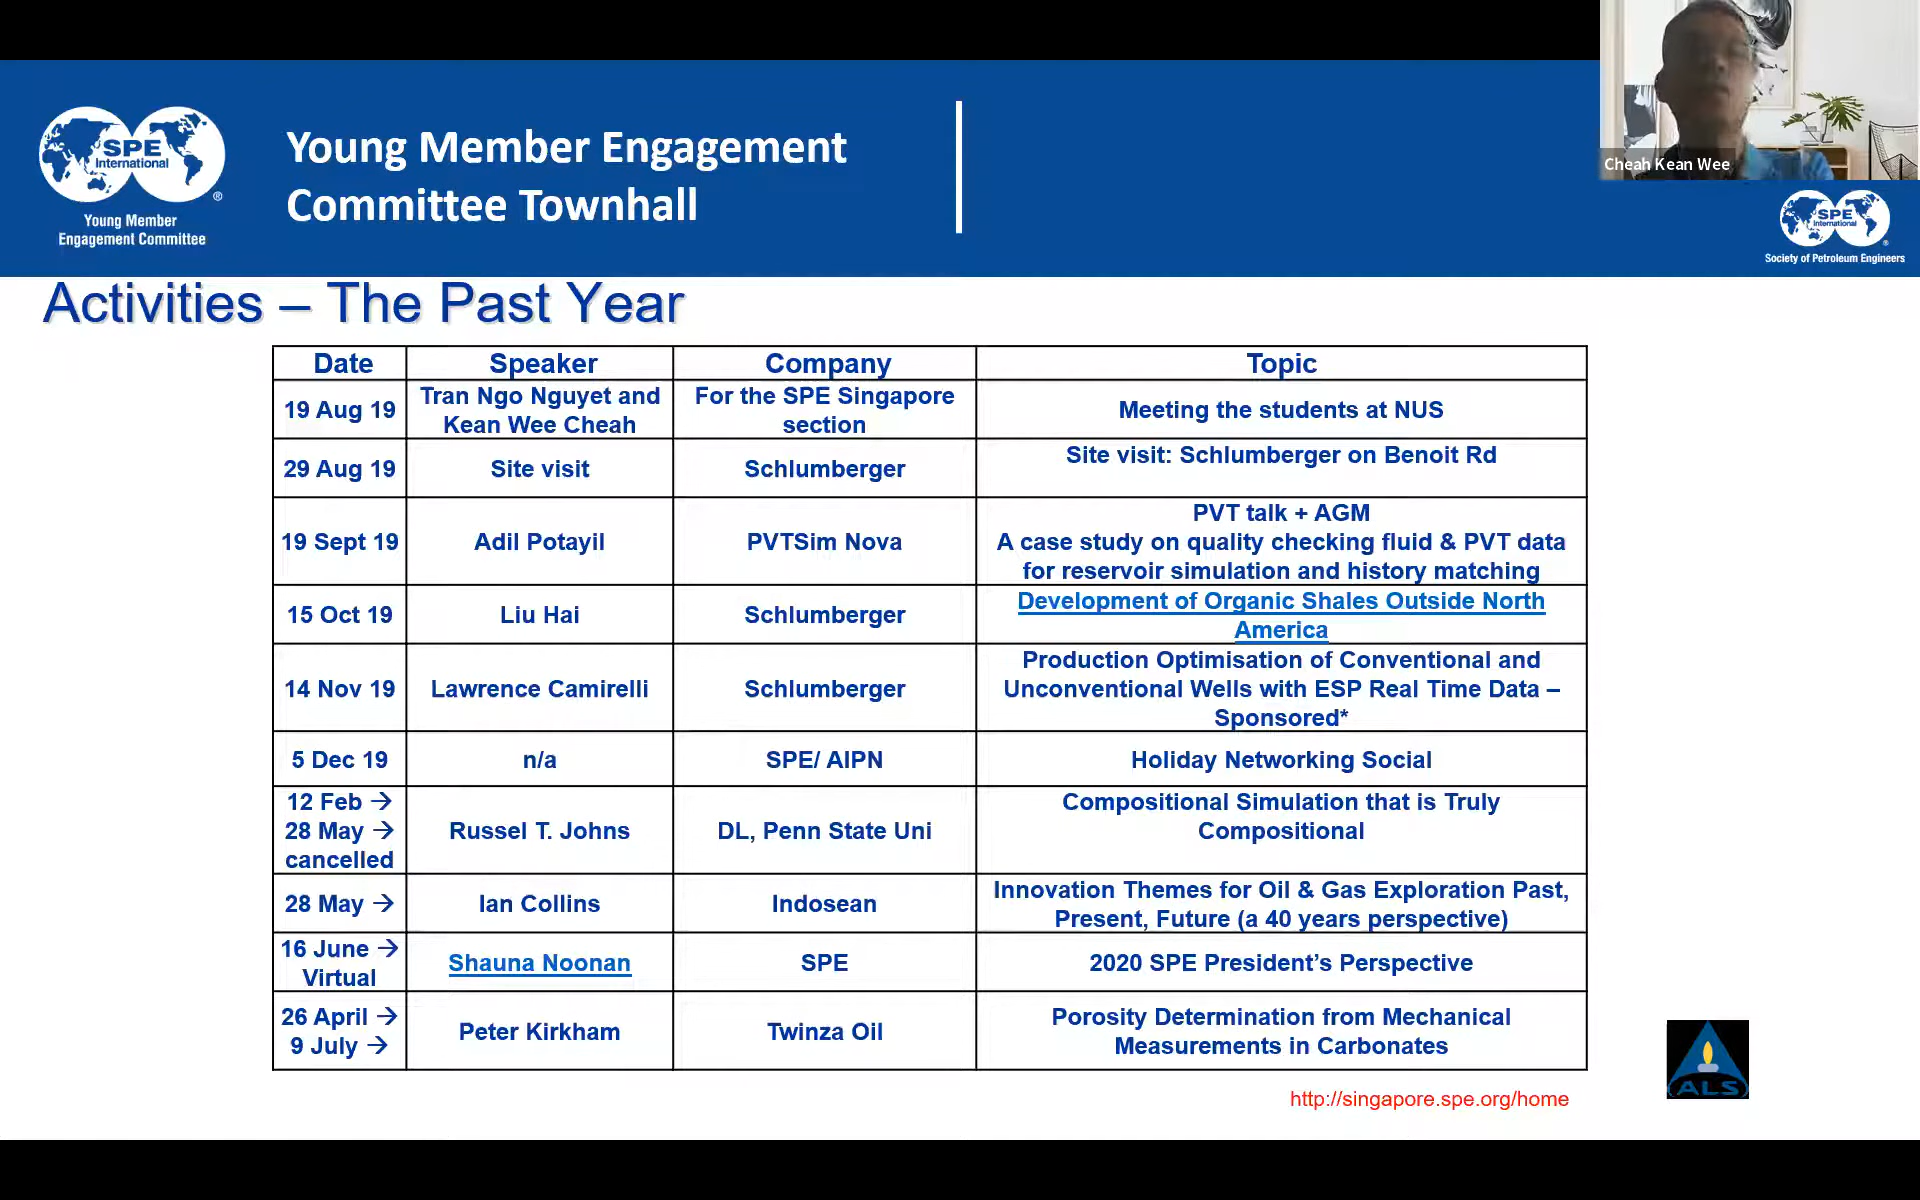 Cheah Kean Wee
SPE
International
®
Young Member
Engagement Committee
Young Member Engagement
Committee Townhall
SPE
International
®
Society of Petroleum Engineers
Activities – The Past Year
Date Speaker Company Topic
19 Aug 19
Tran Ngo Nguyet and
Kean Wee Cheah
For the SPE Singapore
section
Meeting the students at NUS
29 Aug 19
Site visit
Schlumberger
Site visit: Schlumberger on Benoit Rd
19 Sept 19
Adil Potayil
PVTSim Nova
PVT talk + AGM
A case study on quality checking fluid & PVT data
for reservoir simulation and history matching
15 Oct 19
Liu Hai
Schlumberger
Development of Organic Shales Outside North
America
14 Nov 19
Lawrence Camirelli
Schlumberger
Production Optimisation of Conventional and
Unconventional Wells with ESP Real Time Data –
Sponsored*
5 Dec 19
n/a
SPE/ AIPN
Holiday Networking Social
12 Feb →
28 May →
cancelled
Russel T. Johns
DL, Penn State Uni
Compositional Simulation that is Truly
Compositional
28 May →
Ian Collins
Indosean
Innovation Themes for Oil & Gas Exploration Past,
Present, Future (a 40 years perspective)
16 June →
Virtual
Shauna Noonan
SPE
2020 SPE President’s Perspective
26 April →
9 July →
Peter Kirkham
Twinza Oil
Porosity Determination from Mechanical
Measurements in Carbonates
ALS
http://singapore.spe.org/home